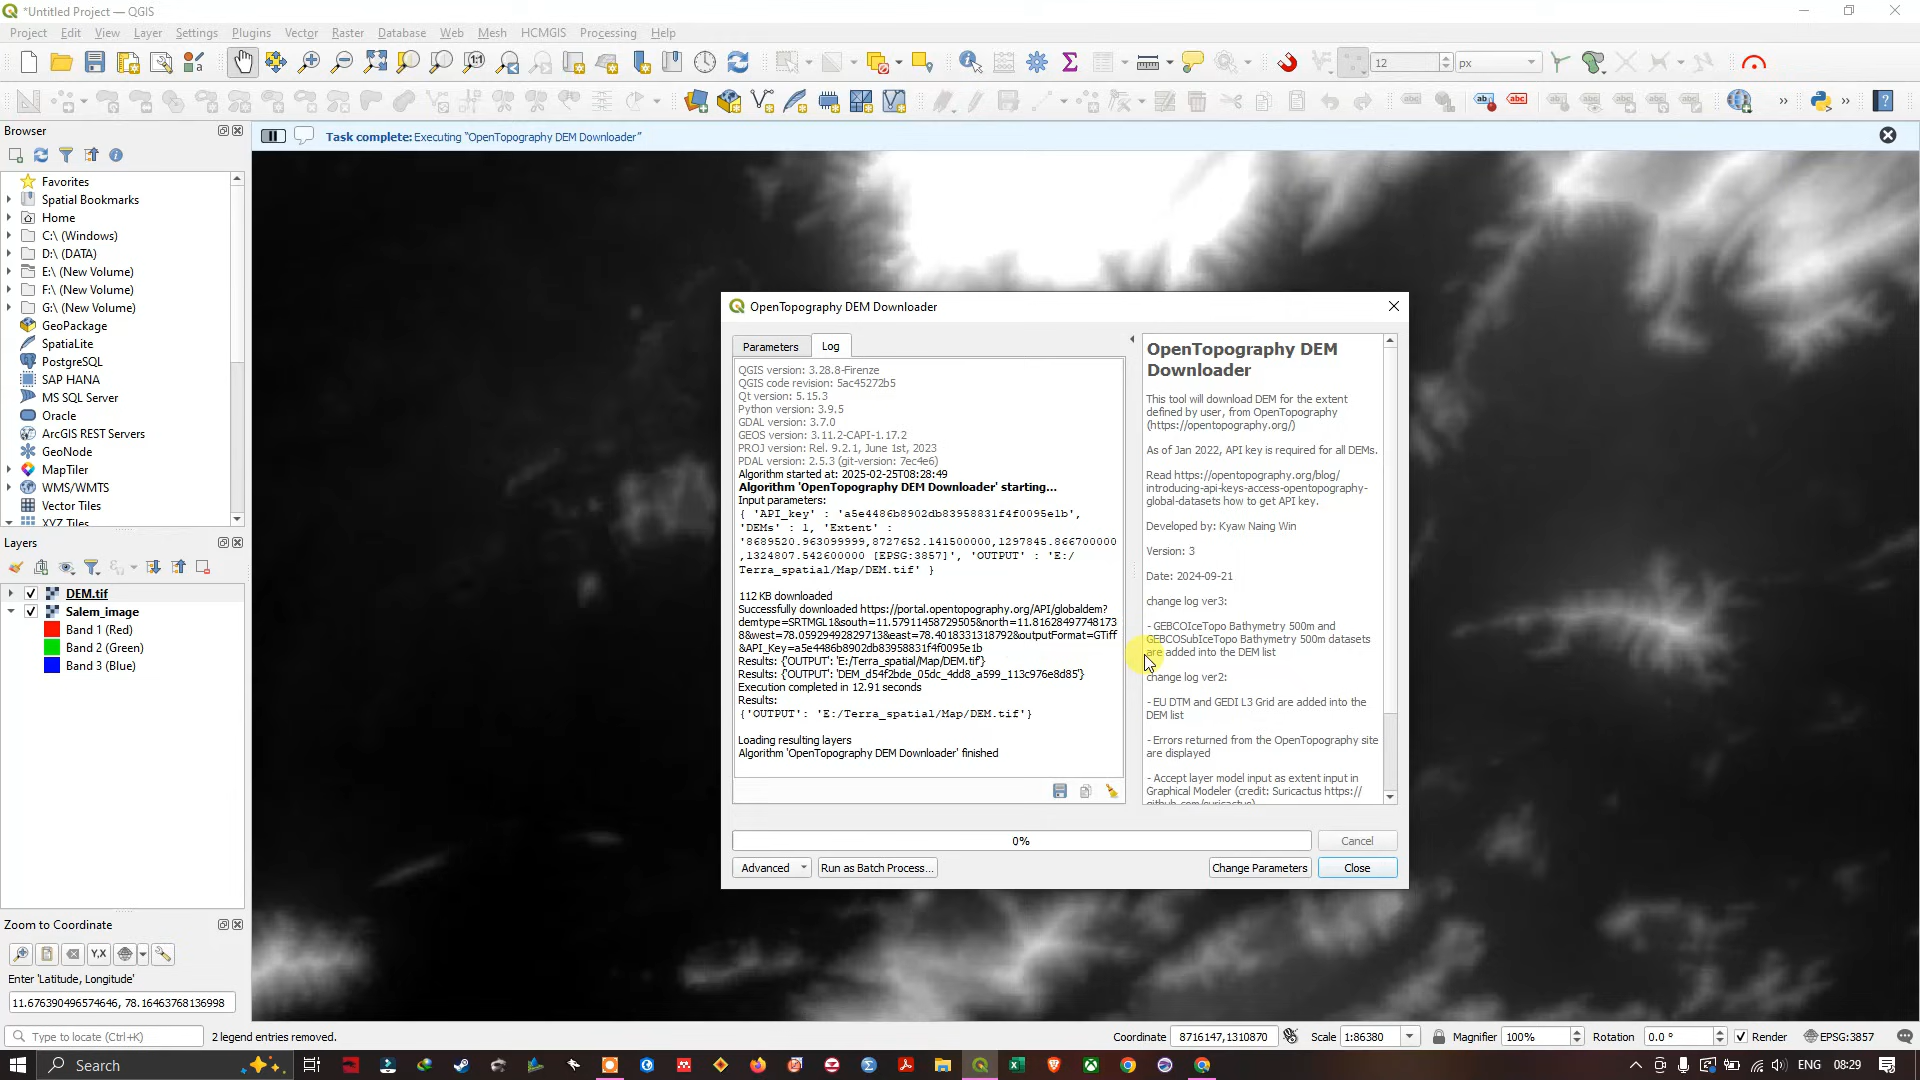 *Untitled Project — QGIS
Project Edit View Layer Settings Plugins Vector Raster Database Web Mesh HCMGIS Processing Help
12 px
Browser
Task complete: Executing "OpenTopography DEM Downloader"
Favorites
Spatial Bookmarks
Home
C:\ (Windows)
D:\ (DATA)
E:\ (New Volume)
F:\ (New Volume)
G:\ (New Volume)
GeoPackage
SpatiaLite
PostgreSQL
SAP HANA
MS SQL Server
Oracle
ArcGIS REST Servers
GeoNode
MapTiler
WMS/WMTS
Vector Tiles
XYZ Tiles
Layers
DEM.tif
Salem_image
Band 1 (Red)
Band 2 (Green)
Band 3 (Blue)
Zoom to Coordinate
Y,X
Enter 'Latitude, Longitude'
11.676390496574646, 78.16463768136998
OpenTopography DEM Downloader
Parameters Log
QGIS version: 3.28.8-Firenze
QGIS code revision: 5ac45272b5
Qt version: 5.15.3
Python version: 3.9.5
GDAL version: 3.7.0
GEOS version: 3.11.2-CAPI-1.17.2
PROJ version: Rel. 9.2.1, June 1st, 2023
PDAL version: 2.5.3 (git-version: 7ec4e6)
Algorithm started at: 2025-02-25T08:28:49
Algorithm 'OpenTopography DEM Downloader' starting…
Input parameters:
{ 'API_key' : 'a5e4486b8902db83958831f4f0095e1b',
'DEMs' : 1, 'Extent' :
'8689520.963099999,8727652.141500000,1297845.866700000
,1324807.542600000 [EPSG:3857]', 'OUTPUT' : 'E:/
Terra_spatial/Map/DEM.tif' }
112 KB downloaded
Successfully downloaded https://portal.opentopography.org/API/globaldem?
demtype=SRTMGL1&south=11.57911458729505&north=11.81628497748173
8&west=78.05929492829713&east=78.40183313187​92&outputFormat=GTiff
&API_Key=a5e4486b8902db83958831f4f0095e1b
Results: {'OUTPUT': 'E:/Terra_spatial/Map/DEM.tif'}
Results: {'OUTPUT': 'DEM_d54f2bde_05dc_4dd8_a599_113c976e8d85'}
Execution completed in 12.91 seconds
Results:
{'OUTPUT': 'E:/Terra_spatial/Map/DEM.tif'}
Loading resulting layers
Algorithm 'OpenTopography DEM Downloader' finished
OpenTopography DEM
Downloader
This tool will download DEM for the extent
defined by user, from OpenTopography
(https://opentopography.org/)
As of Jan 2022, API key is required for all DEMs.
Read https://opentopography.org/blog/
introducing-api-keys-access-opentopography-
global-datasets how to get API key.
Developed by: Kyaw Naing Win
Version: 3
Date: 2024-09-21
change log ver3:
- GEBCOIceTopo Bathymetry 500m and
GEBCOSubIceTopo Bathymetry 500m datasets
are added into the DEM list
change log ver2:
- EU DTM and GEDI L3 Grid are added into the
DEM list
- Errors returned from the OpenTopography site
are displayed
- Accept layer model input as extent input in
Graphical Modeler (credit: Suricactus https://
github.com/suricactus)
0% Cancel
Advanced Run as Batch Process… Change Parameters Close
Type to locate (Ctrl+K) 2 legend entries removed. Coordinate 8716147,1310870 Scale 1:86380 Magnifier 100% Rotation 0.0 ° Render EPSG:3857
Search ENG 08:29